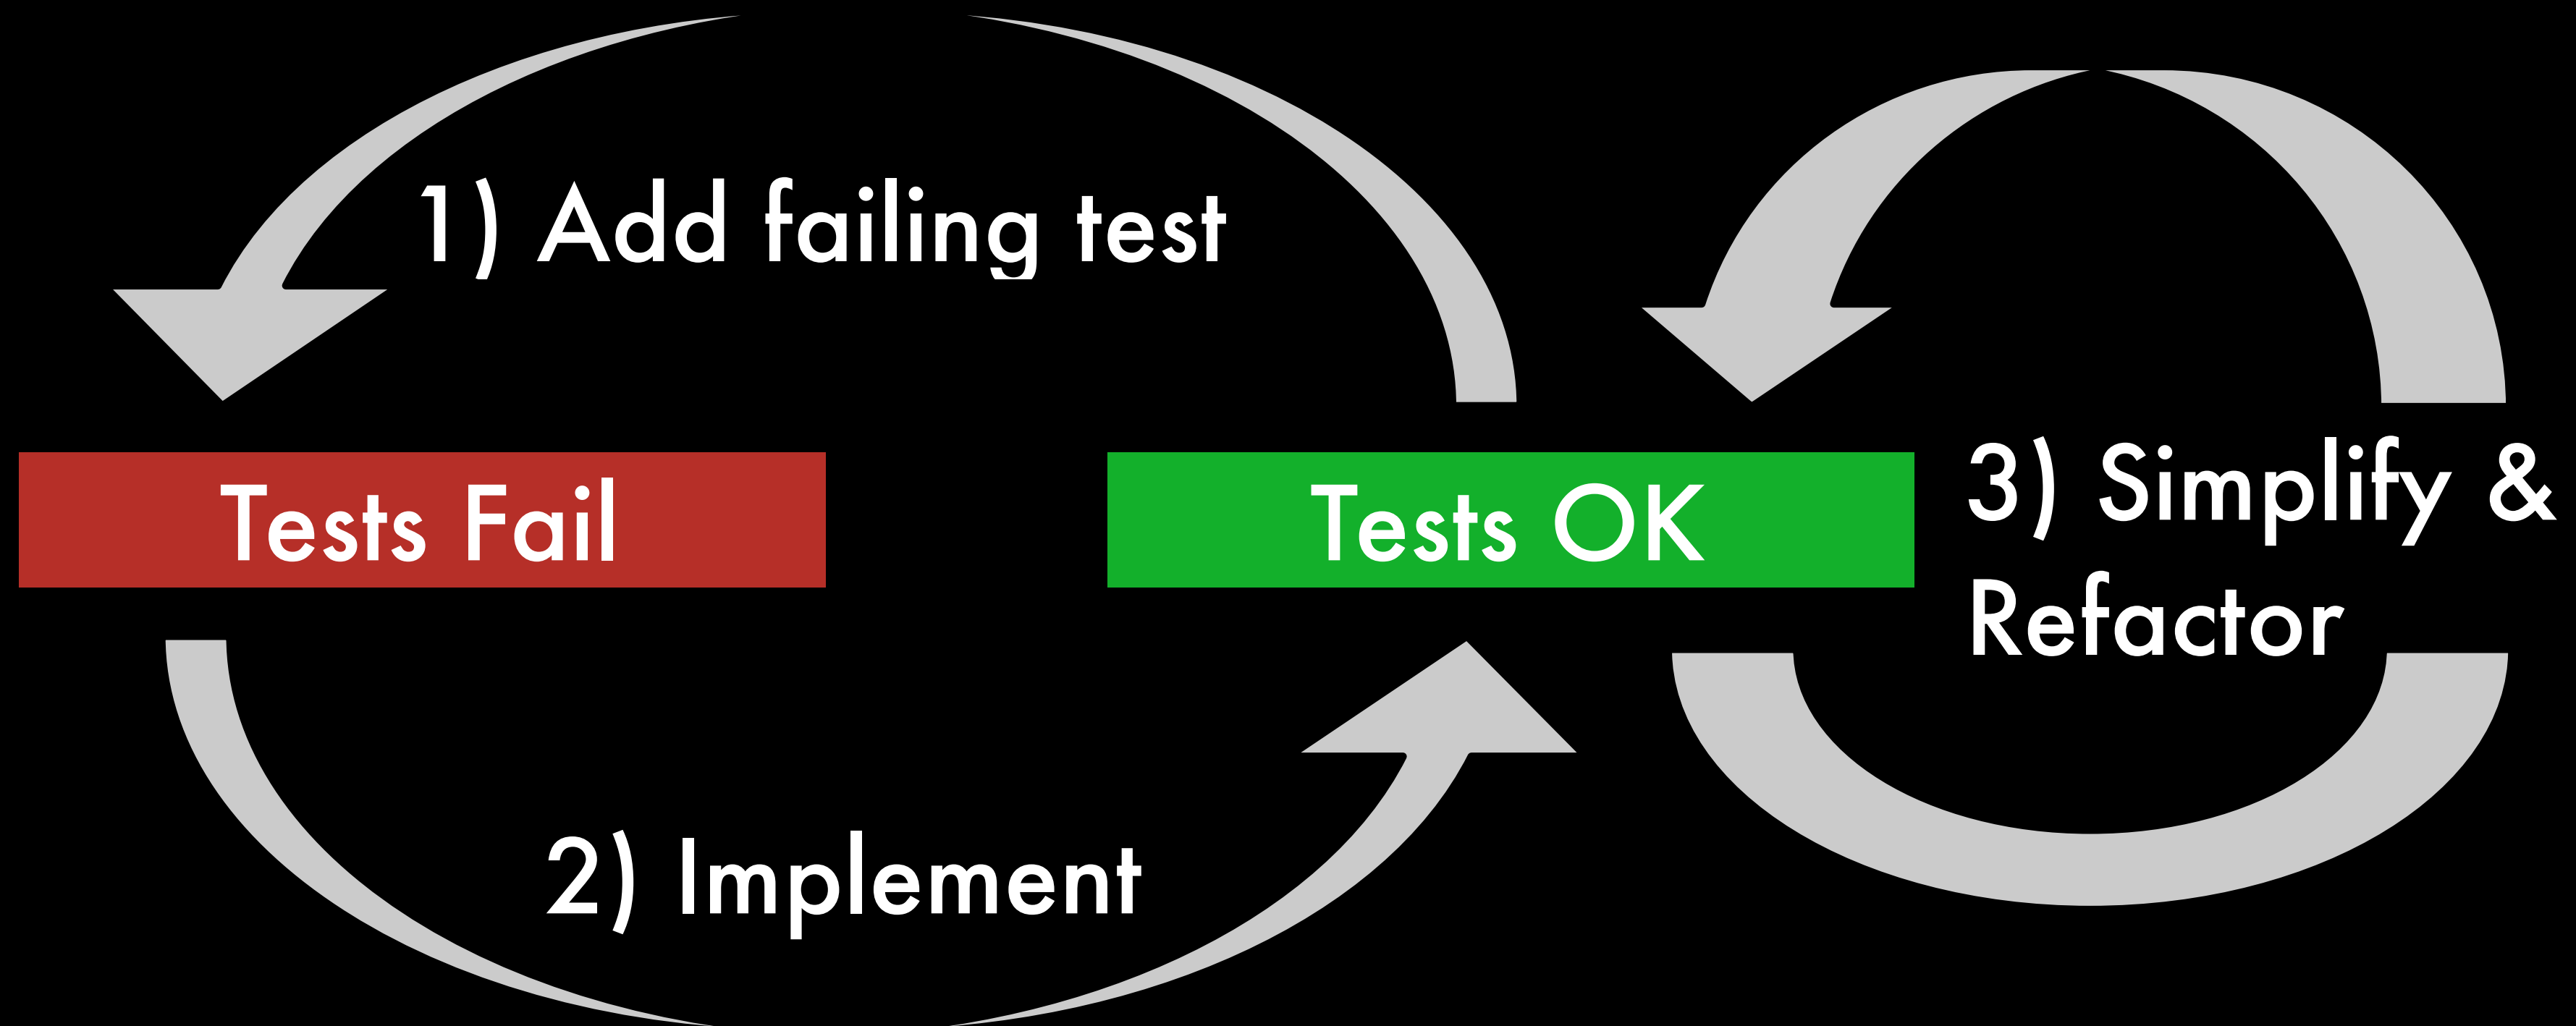 1) Add failing test
Tests Fail
Tests OK
3) Simplify &
Refactor
2) Implement